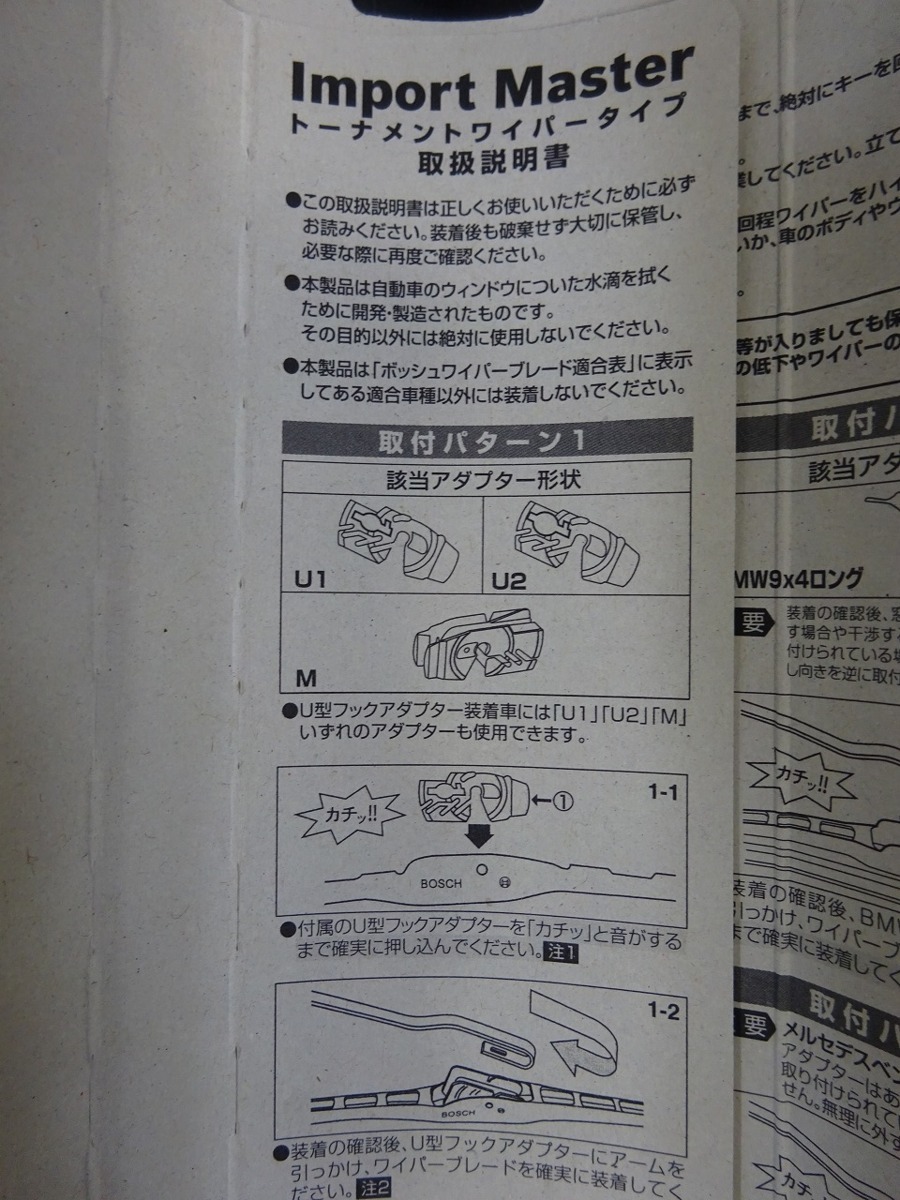 Import Master
トーナメントワイパータイプ
取扱説明書
●この取扱説明書は正しくお使いいただくために必ず
お読みください。装着後も破棄せず大切に保管し、
必要な際に再度ご確認ください。
●本製品は自動車のウィンドウについた水滴を拭く
ために開発・製造されたものです。
その目的以外には絶対に使用しないでください。
●本製品は「ボッシュワイパーブレード適合表」に表示
してある適合車種以外には装着しないでください。
取付パターン1
該当アダプター形状
U1
U2
M
●U型フックアダプター装着車には「U1」「U2」「M」
いずれのアダプターも使用できます。
1-1
カチッ!!
←①
BOSCH
●付属のU型フックアダプターを「カチッ」と音がする
まで確実に押し込んでください。注1
1-2
BOSCH
●装着の確認後、U型フックアダプターにアームを
引っかけ、ワイパーブレードを確実に装着してく
ださい。注2
まで、絶対にキーを
してください。立て
回程ワイパーをハイ
いか、車のボディやウ
等が入りましても保
の低下やワイパーの
取付パ
該当アダ
MW9x4ロング
要
装着の確認後、窓
す場合や干渉す
付けられている場
し向きを逆に取付
カチッ!!
装着の確認後、BMW
引っかけ、ワイパーブ
まで確実に装着してく
取付パ
要
メルセデスベン
アダプターはあ
取り付けられてい
せん。無理に外す
カチ